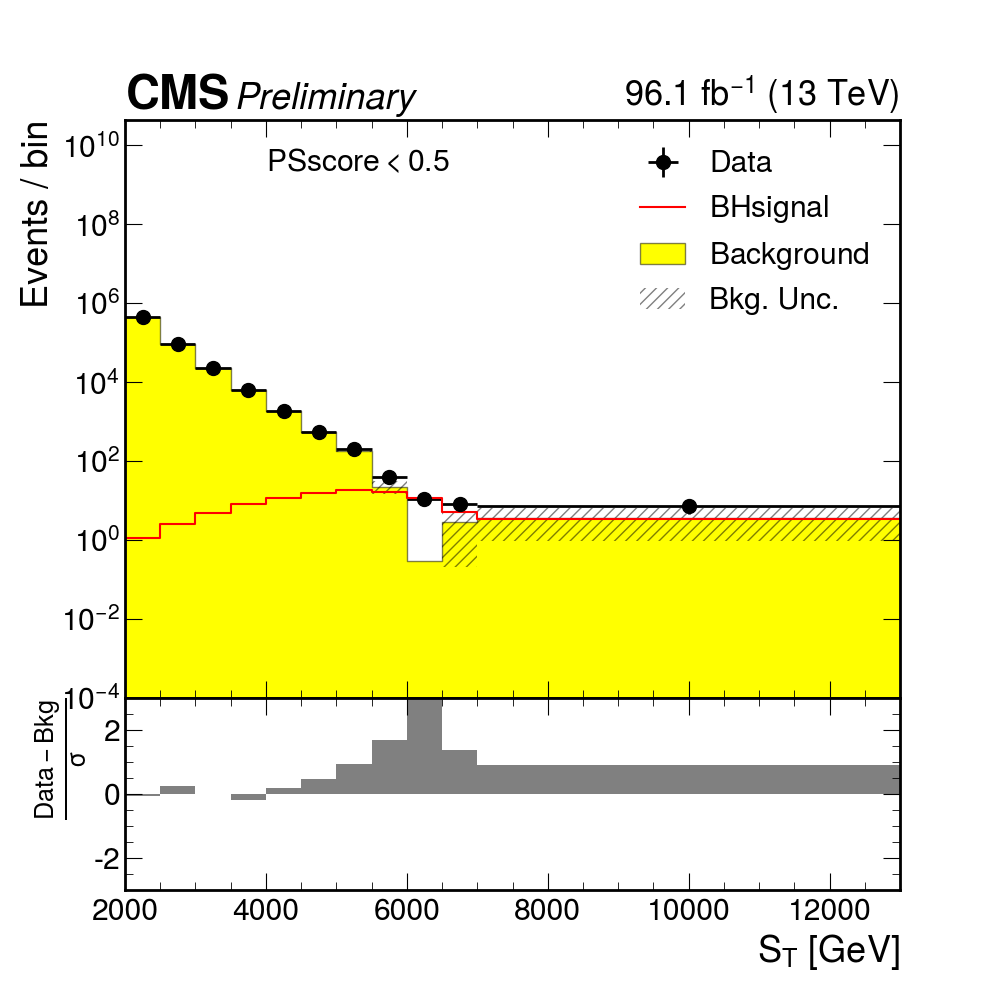 CMS Preliminary 96.1 fb⁻¹ (13 TeV)
Events / bin
PSscore < 0.5
Data
BHsignal
Background
Bkg. Unc.
10¹⁰
10⁸
10⁶
10⁴
10²
10⁰
10⁻²
10⁻⁴
Data – Bkg
σ
2
0
-2
2000 4000 6000 8000 10000 12000
S_T [GeV]